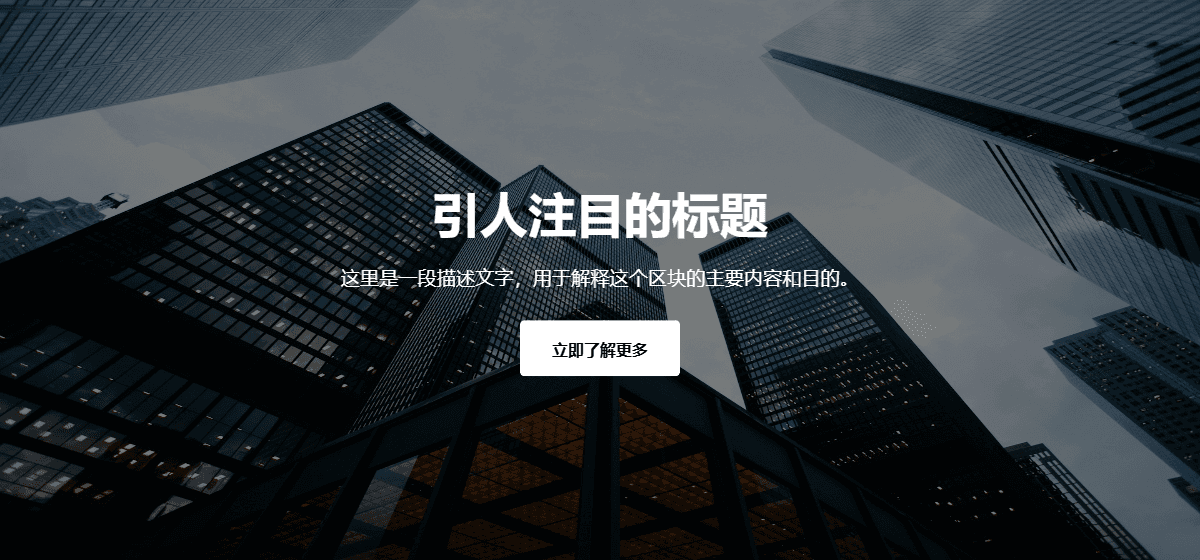 引人注目的标题
这里是一段描述文字，用于解释这个区块的主要内容和目的。
立即了解更多